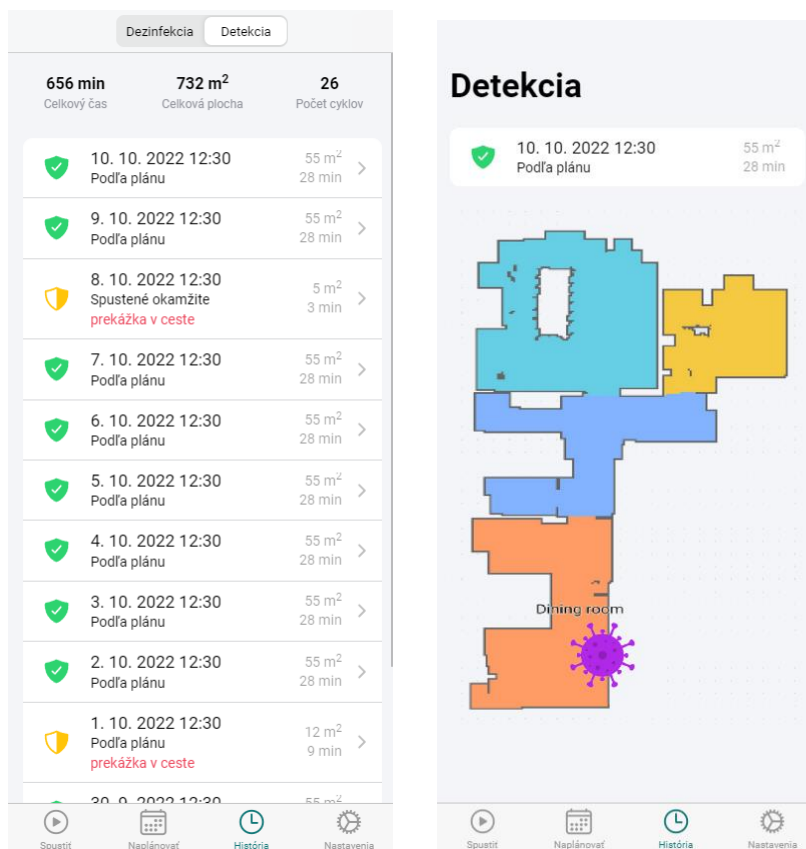 Dezinfekcia Detekcia
656 min 732 m² 26
Celkový čas Celková plocha Počet cyklov
10. 10. 2022 12:30 55 m²
Podľa plánu 28 min
9. 10. 2022 12:30 55 m²
Podľa plánu 28 min
8. 10. 2022 12:30 5 m²
Spustené okamžite 3 min
prekážka v ceste
7. 10. 2022 12:30 55 m²
Podľa plánu 28 min
6. 10. 2022 12:30 55 m²
Podľa plánu 28 min
5. 10. 2022 12:30 55 m²
Podľa plánu 28 min
4. 10. 2022 12:30 55 m²
Podľa plánu 28 min
3. 10. 2022 12:30 55 m²
Podľa plánu 28 min
2. 10. 2022 12:30 55 m²
Podľa plánu 28 min
1. 10. 2022 12:30 12 m²
Podľa plánu 9 min
prekážka v ceste
30. 9. 2022 12:30 55 m²
Spustiť Naplánovať História Nastavenia
Detekcia
10. 10. 2022 12:30 55 m²
Podľa plánu 28 min
Dining room
Spustiť Naplánovať História Nastavenia